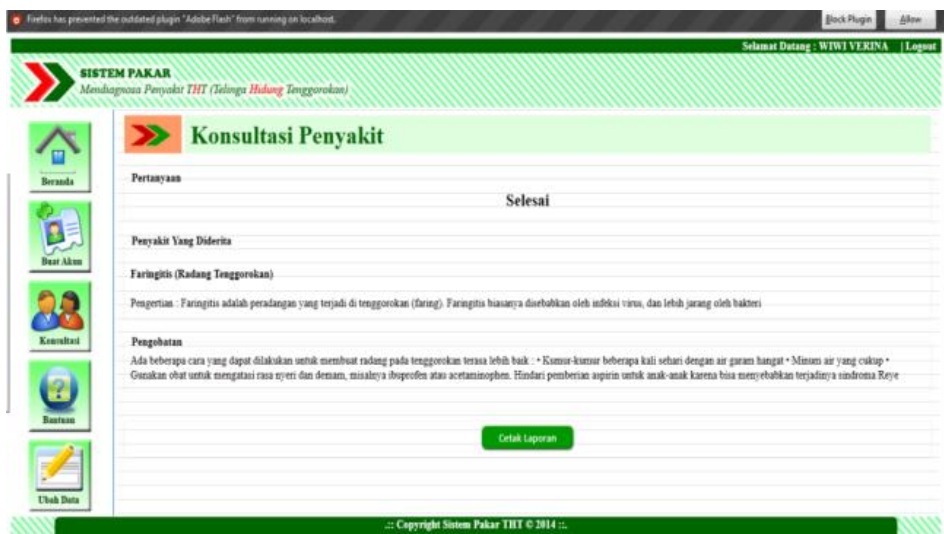 Firefox has prevented the outdated plugin "Adobe Flash" from running on localhost.
Block Plugin
Allow
Selamat Datang : WIWI VERINA | Logout
SISTEM PAKAR
Mendiagnosa Penyakit THT (Telinga Hidung Tenggorokan)
Konsultasi Penyakit
Beranda
Buat Akun
Konsultasi
Bantuan
Ubah Data
Pertanyaan
Selesai
Penyakit Yang Diderita
Faringitis (Radang Tenggorokan)
Pengertian : Faringitis adalah peradangan yang terjadi di tenggorokan (faring). Faringitis biasanya disebabkan oleh infeksi virus, dan lebih jarang oleh bakteri
Pengobatan
Ada beberapa cara yang dapat dilakukan untuk membuat radang pada tenggorokan terasa lebih baik : • Kumur-kumur beberapa kali sehari dengan air garam hangat • Minum air yang cukup •
Gunakan obat untuk mengatasi rasa nyeri dan demam, misalnya ibuprofen atau acetaminophen. Hindari pemberian aspirin untuk anak-anak karena bisa menyebabkan terjadinya sindroma Reye
Cetak Laporan
.:: Copyright Sistem Pakar THT © 2014 ::.